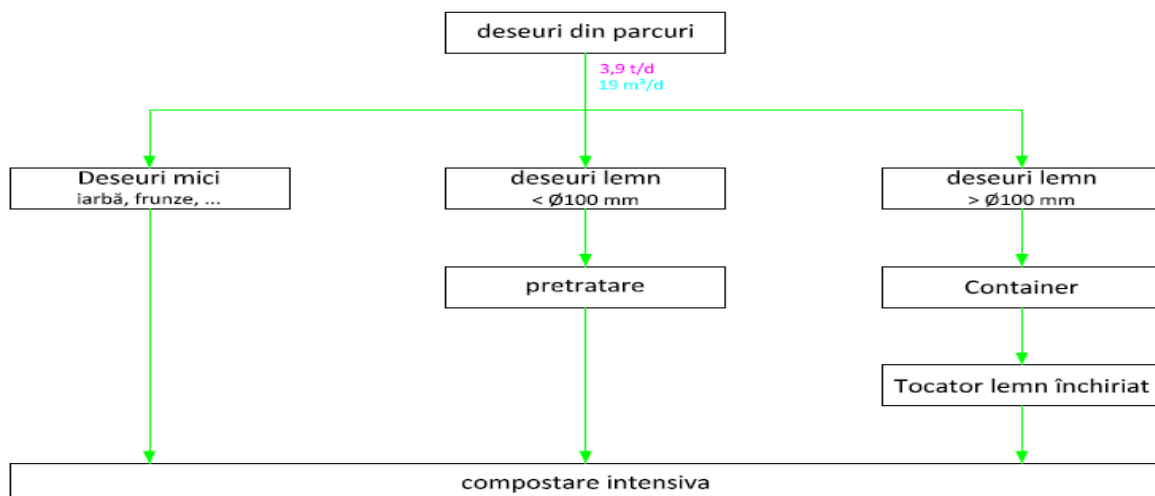 deseuri din parcuri
3,9 t/d
19 m³/d
Deseuri mici
iarbă, frunze, ...
deseuri lemn
< Ø100 mm
deseuri lemn
> Ø100 mm
pretratare
Container
Tocator lemn închiriat
compostare intensiva